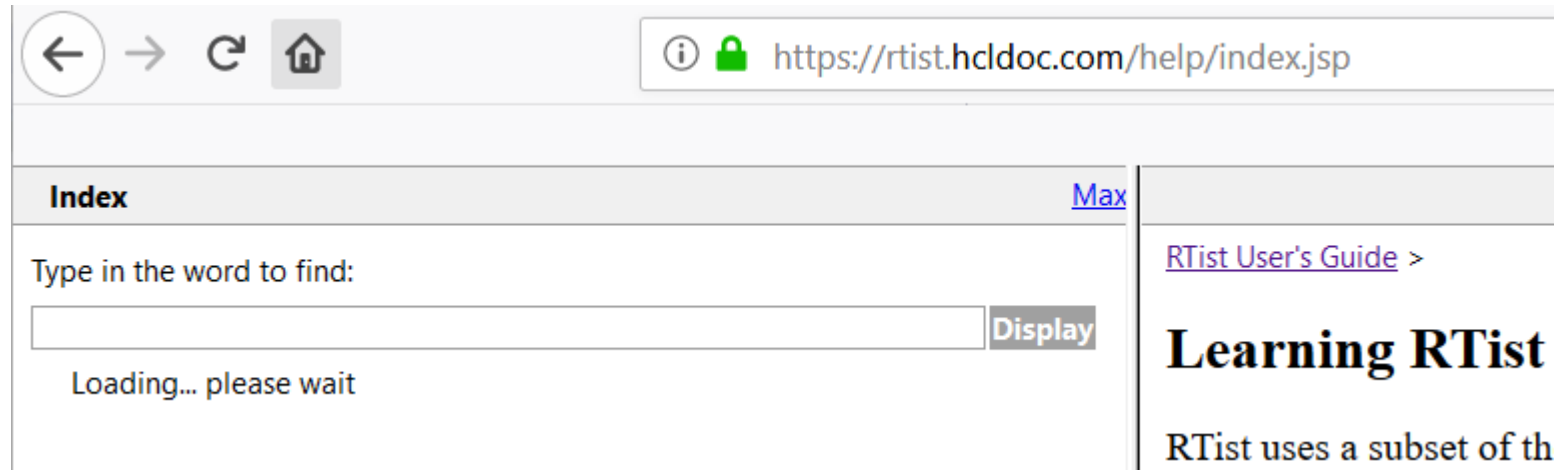 https://rtist.hcldoc.com/help/index.jsp
Index
Max
Type in the word to find:
Display
Loading... please wait
RTist User's Guide >
Learning RTist
RTist uses a subset of th